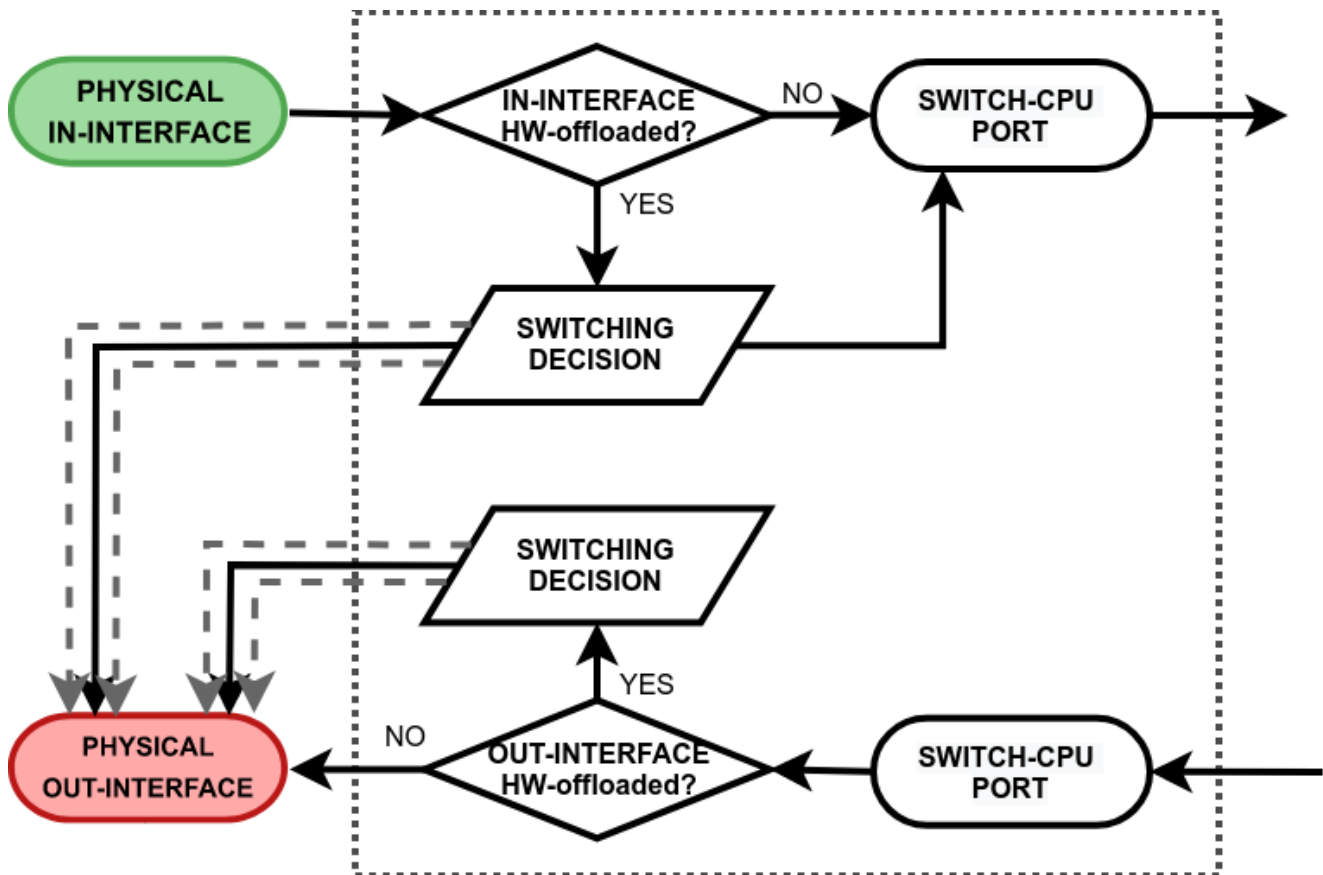 PHYSICAL
IN-INTERFACE
IN-INTERFACE
HW-offloaded?
NO
SWITCH-CPU
PORT
YES
SWITCHING
DECISION
SWITCHING
DECISION
YES
PHYSICAL
OUT-INTERFACE
NO
OUT-INTERFACE
HW-offloaded?
SWITCH-CPU
PORT